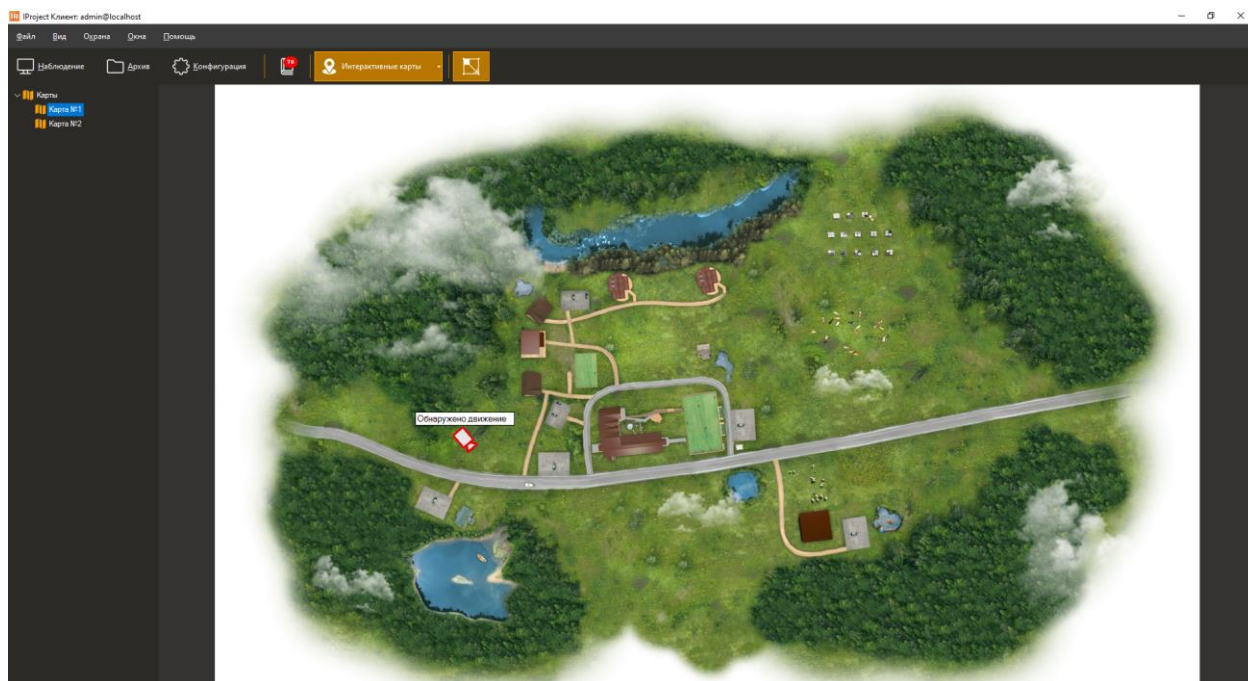 IProject Клиент: admin@localhost
Файл Вид Охрана Окна Помощь
Наблюдение Архив Конфигурация Интерактивные карты
Карты
Карта №1
Карта №2
Обнаружено движение